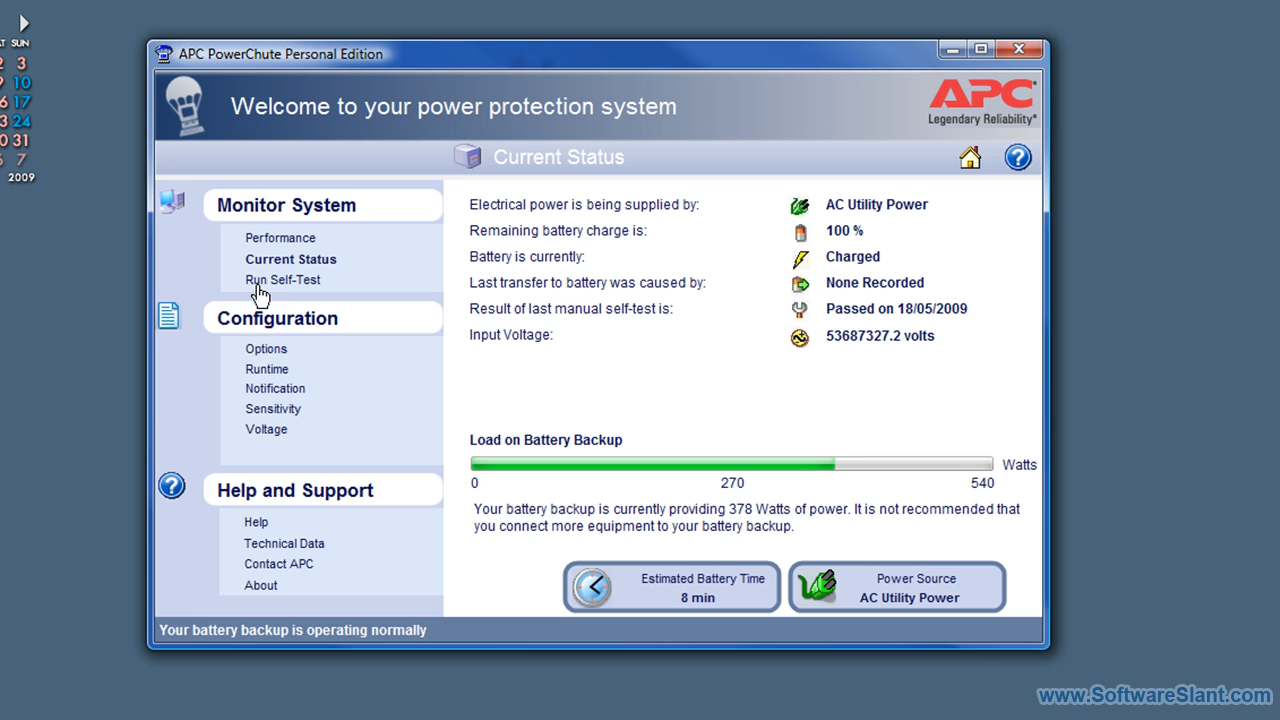 AT SUN
2 3
9 10
16 17
3 24
0 31
6 7
2009
APC PowerChute Personal Edition
Welcome to your power protection system
APC
Legendary Reliability®
Current Status
Monitor System
Performance
Current Status
Run Self-Test
Configuration
Options
Runtime
Notification
Sensitivity
Voltage
Help and Support
Help
Technical Data
Contact APC
About
Electrical power is being supplied by: AC Utility Power
Remaining battery charge is: 100 %
Battery is currently: Charged
Last transfer to battery was caused by: None Recorded
Result of last manual self-test is: Passed on 18/05/2009
Input Voltage: 53687327.2 volts
Load on Battery Backup
Watts
0 270 540
Your battery backup is currently providing 378 Watts of power. It is not recommended that
you connect more equipment to your battery backup.
Estimated Battery Time
8 min
Power Source
AC Utility Power
Your battery backup is operating normally
www.SoftwareSlant.com